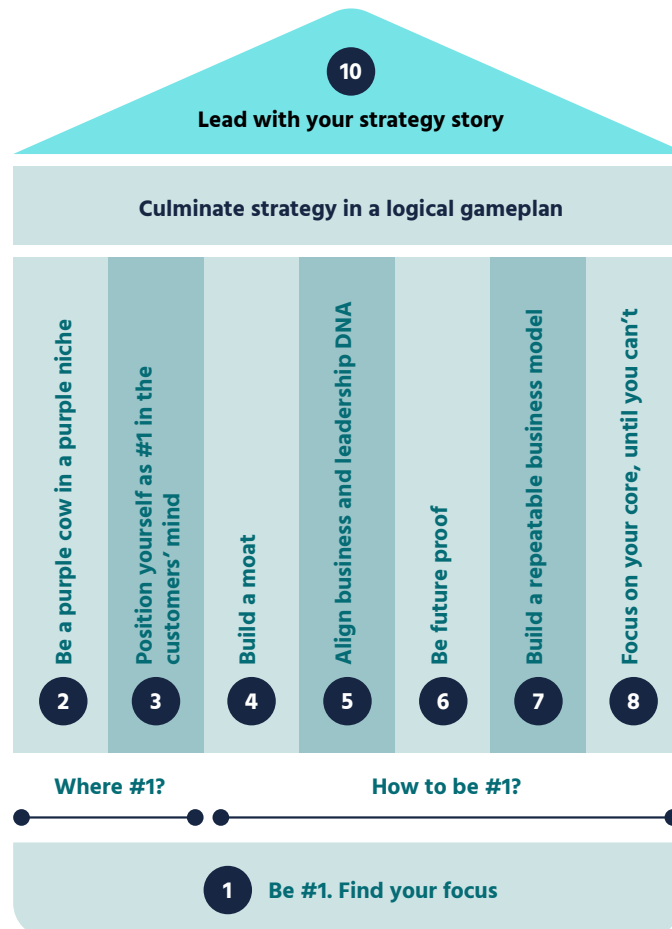 10
Lead with your strategy story
Culminate strategy in a logical gameplan
Be a purple cow in a purple niche
2
Position yourself as #1 in the
customers’ mind
3
Build a moat
4
Align business and leadership DNA
5
Be future proof
6
Build a repeatable business model
7
Focus on your core, until you can’t
8
Where #1?
How to be #1?
1 Be #1. Find your focus